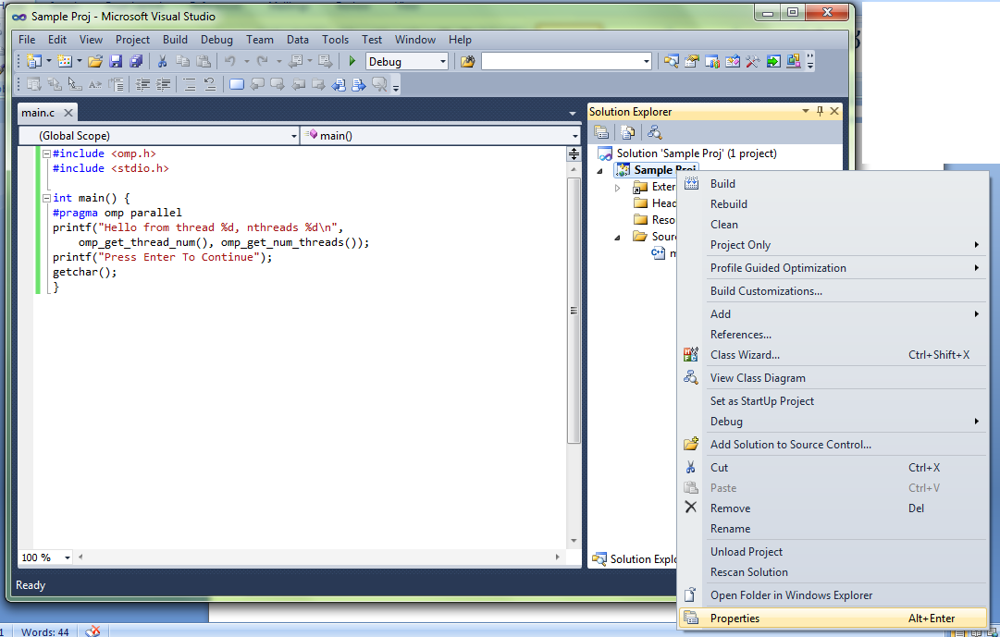 Sample Proj - Microsoft Visual Studio
File Edit View Project Build Debug Team Data Tools Test Window Help
Debug
main.c
(Global Scope)
main()
#include <omp.h>
#include <stdio.h>
int main() {
#pragma omp parallel
printf("Hello from thread %d, nthreads %d\n",
omp_get_thread_num(), omp_get_num_threads());
printf("Press Enter To Continue");
getchar();
}
100 %
Ready
Words: 44
Solution Explorer
Solution 'Sample Proj' (1 project)
Sample Proj
Exter
Head
Reso
Sour
m
Solution Explo
Build
Rebuild
Clean
Project Only
Profile Guided Optimization
Build Customizations...
Add
References...
Class Wizard... Ctrl+Shift+X
View Class Diagram
Set as StartUp Project
Debug
Add Solution to Source Control...
Cut Ctrl+X
Paste Ctrl+V
Remove Del
Rename
Unload Project
Rescan Solution
Open Folder in Windows Explorer
Properties Alt+Enter